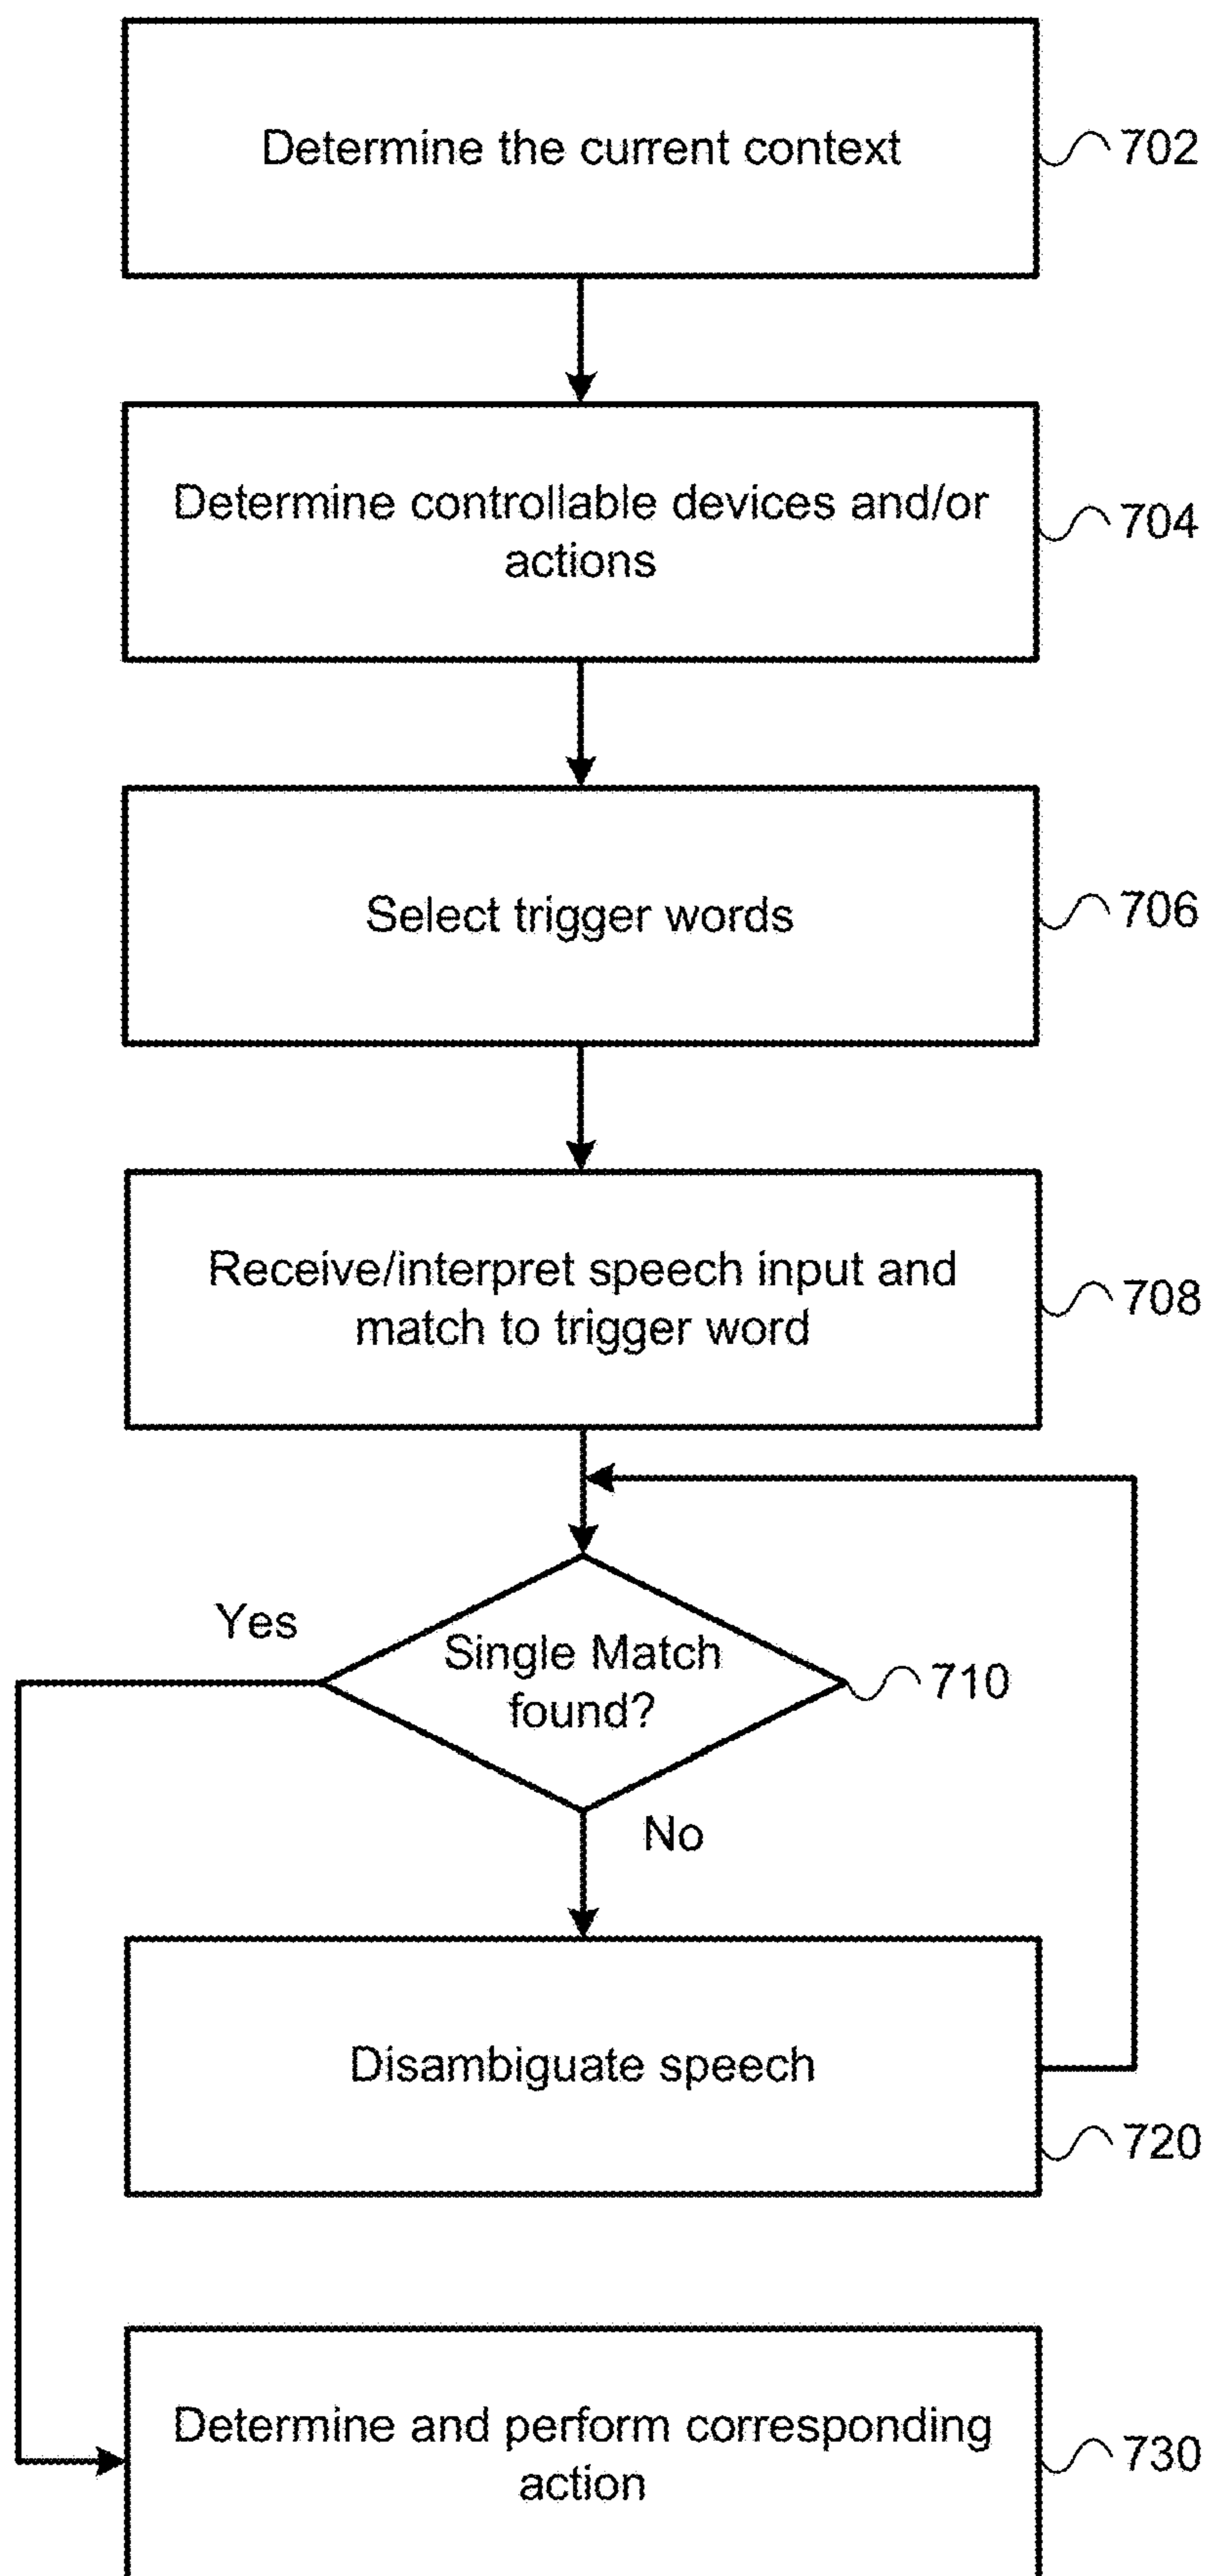 Determine the current context
702
Determine controllable devices and/or
actions
704
Select trigger words
706
Receive/interpret speech input and
match to trigger word
708
Yes
Single Match
found?
710
No
Disambiguate speech
720
Determine and perform corresponding
action
730